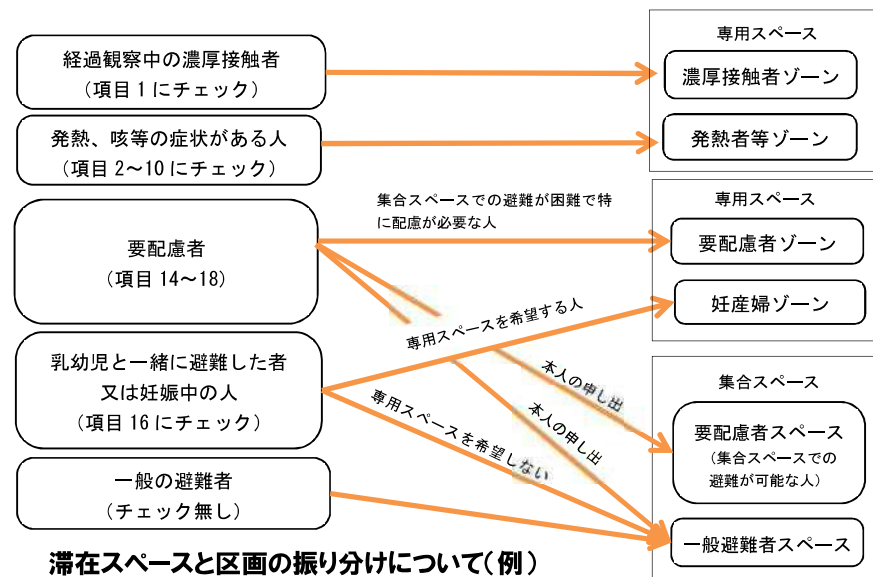 経過観察中の濃厚接触者
(項目1にチェック)
発熱、咳等の症状がある人
(項目2~10にチェック)
要配慮者
(項目14~18)
乳幼児と一緒に避難した者
又は妊娠中の人
(項目16にチェック)
一般の避難者
(チェック無し)
集合スペースでの避難が困難で特
に配慮が必要な人
専用スペースを希望する人
本人の申し出
本人の申し出
専用スペースを希望しない
専用スペース
濃厚接触者ゾーン
発熱者等ゾーン
専用スペース
要配慮者ゾーン
妊産婦ゾーン
集合スペース
要配慮者スペース
(集合スペースでの
避難が可能な人)
一般避難者スペース
滞在スペースと区画の振り分けについて(例)